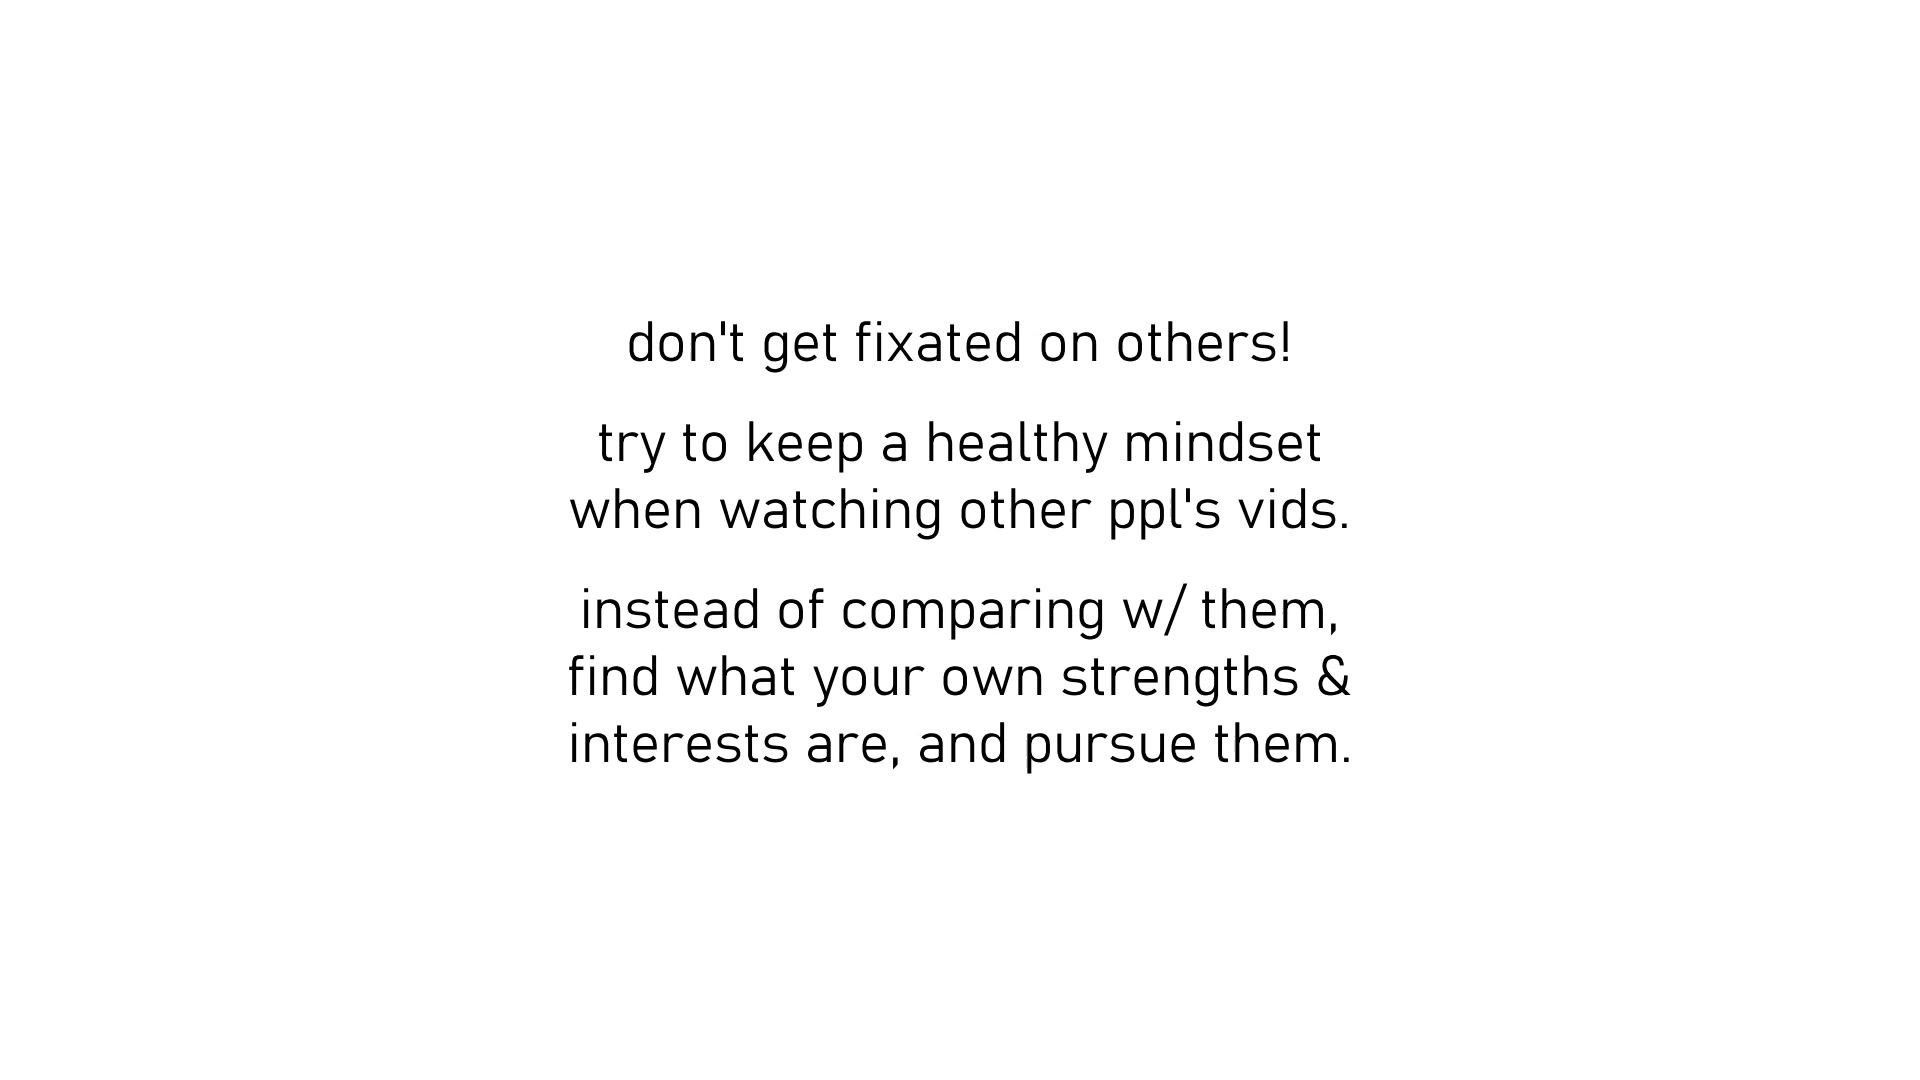 don't get fixated on others!
try to keep a healthy mindset
when watching other ppl's vids.
instead of comparing w/ them,
find what your own strengths &
interests are, and pursue them.